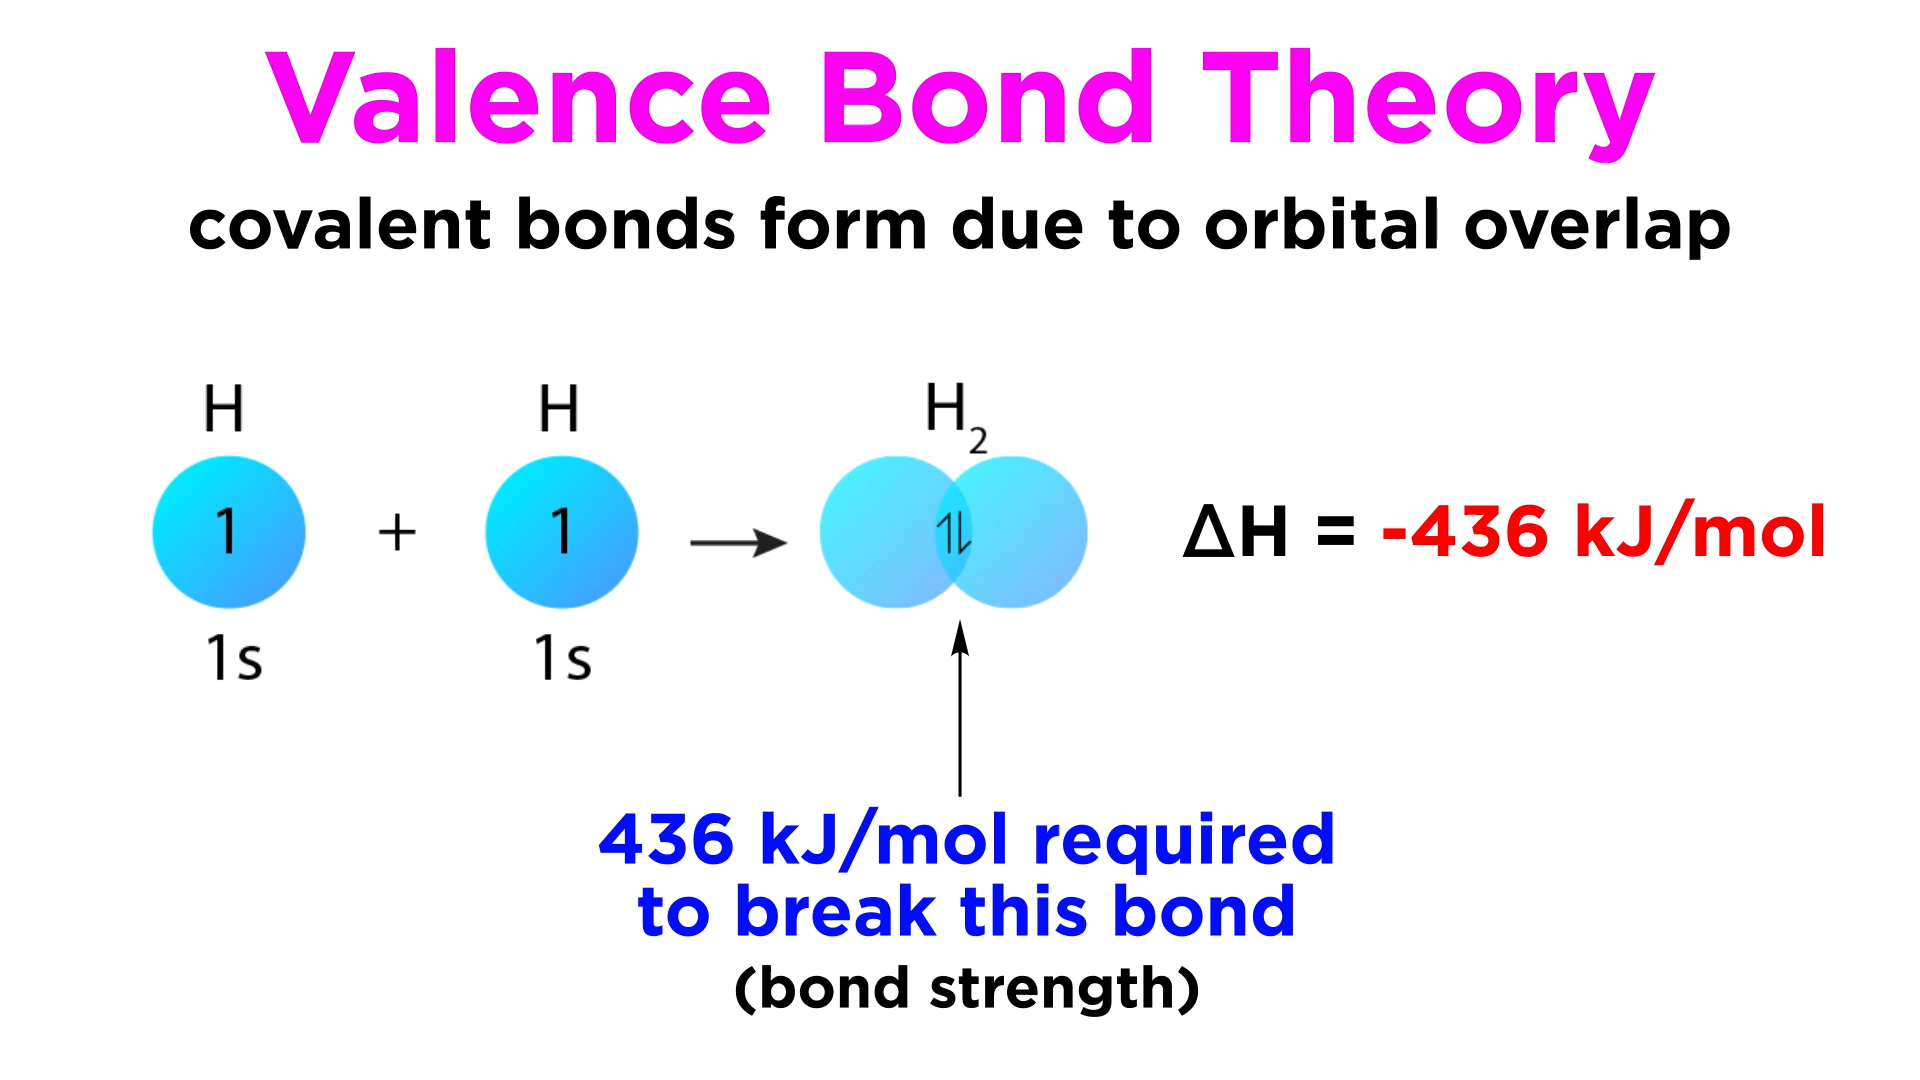 Valence Bond Theory
covalent bonds form due to orbital overlap
H H H₂
1 + 1 → ⥮ ΔH = -436 kJ/mol
1s 1s
436 kJ/mol required
to break this bond
(bond strength)